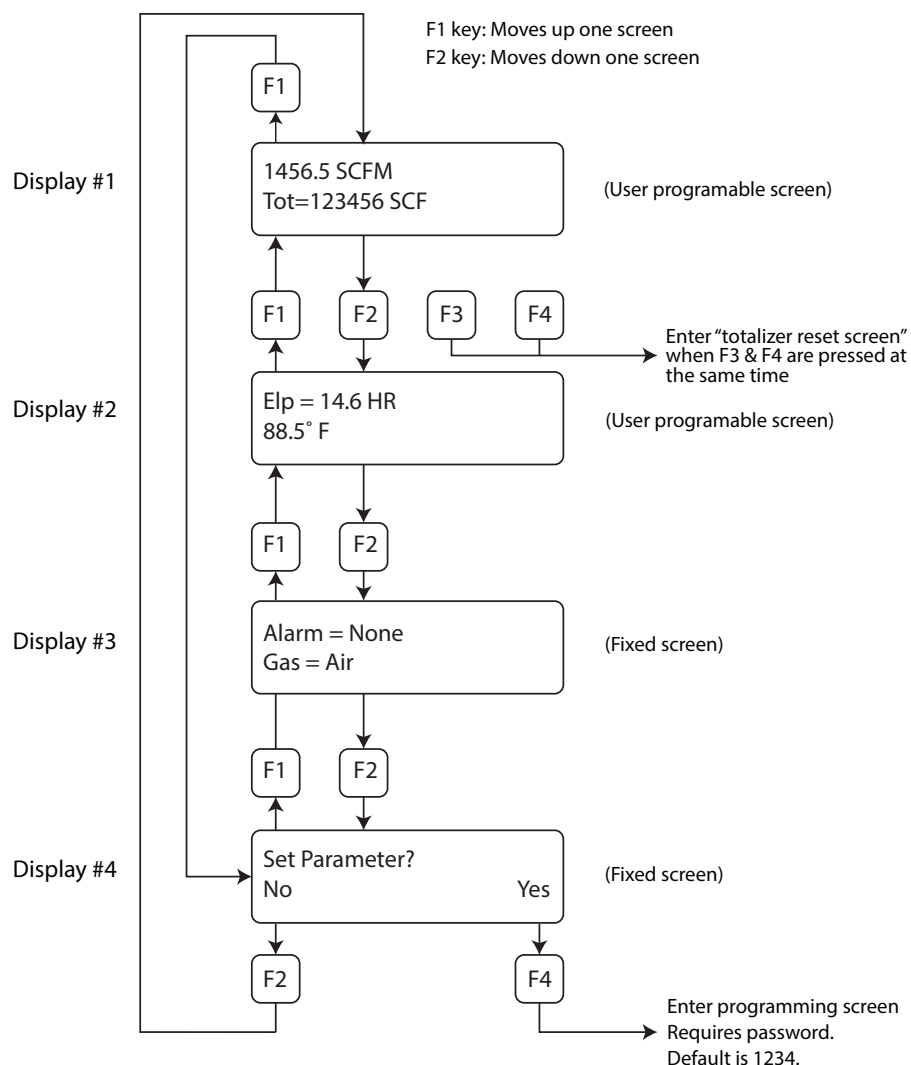 F1 key: Moves up one screen
F2 key: Moves down one screen
F1
Display #1
1456.5 SCFM
Tot=123456 SCF
(User programable screen)
F1
F2
F3
F4
Enter “totalizer reset screen”
when F3 & F4 are pressed at
the same time
Display #2
Elp = 14.6 HR
88.5° F
(User programable screen)
F1
F2
Display #3
Alarm = None
Gas = Air
(Fixed screen)
F1
F2
Display #4
Set Parameter?
No Yes
(Fixed screen)
F2
F4
Enter programming screen
Requires password.
Default is 1234.